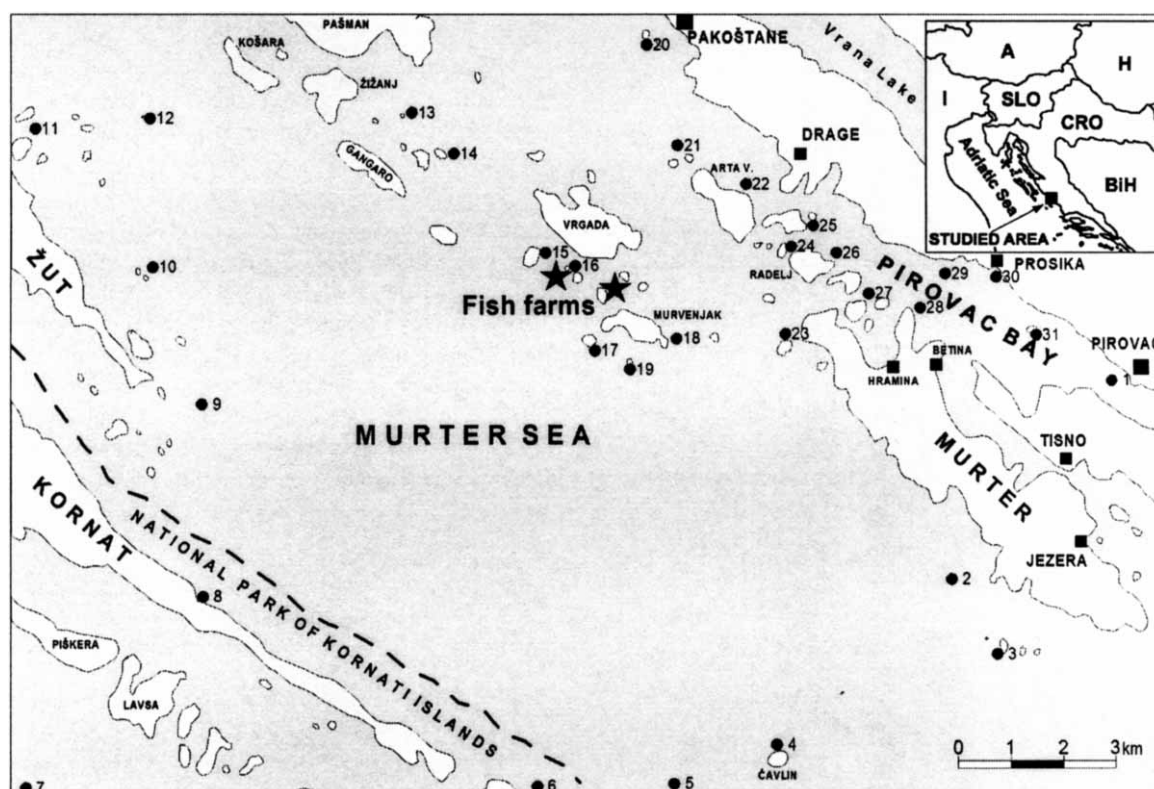 PAŠMAN
KOŠARA
20
PAKOŠTANE
Vrana Lake
A
H
I
SLO
CRO
Adriatic Sea
BiH
STUDIED AREA
ŽIŽANJ
13
11
12
14
GANGARO
21
DRAGE
ARTA V.
22
VRGADA
25
15
16
24
26
RADELJ
PIROVAC BAY
29
PROSIKA
30
ŽUT
10
Fish farms
27
28
MURVENJAK
18
23
31
PIROVAC
17
19
HRAMINA
BETINA
1
9
MURTER SEA
MURTER
TISNO
KORNAT
NATIONAL PARK OF KORNATI ISLANDS
JEZERA
2
8
PIŠKERA
3
LAVSA
4
ČAVLIN
0 1 2 3 km
7
6
5